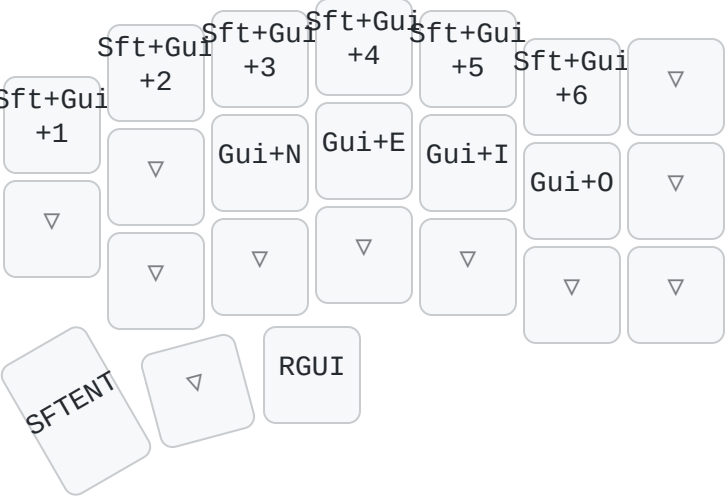 Sft+Gui
+1
Sft+Gui
+2
Sft+Gui
+3
Sft+Gui
+4
Sft+Gui
+5
Sft+Gui
+6
▽
▽
▽
Gui+N
Gui+E
Gui+I
Gui+O
▽
▽
▽
▽
▽
▽
▽
SFTENT
▽
RGUI